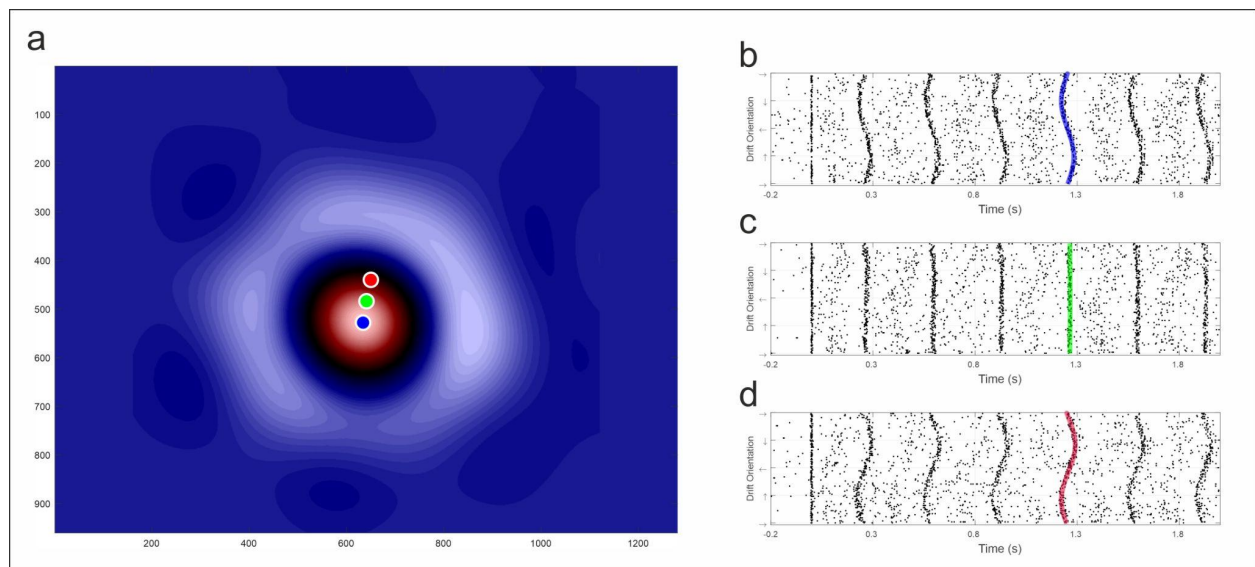 a
100
200
300
400
500
600
700
800
900
200 400 600 800 1000 1200
b
Drift Orientation
→
↓
←
↑
→
-0.2 0.3 0.8 1.3 1.8
Time (s)
c
Drift Orientation
→
↓
←
↑
→
-0.2 0.3 0.8 1.3 1.8
Time (s)
d
Drift Orientation
→
↓
←
↑
→
-0.2 0.3 0.8 1.3 1.8
Time (s)